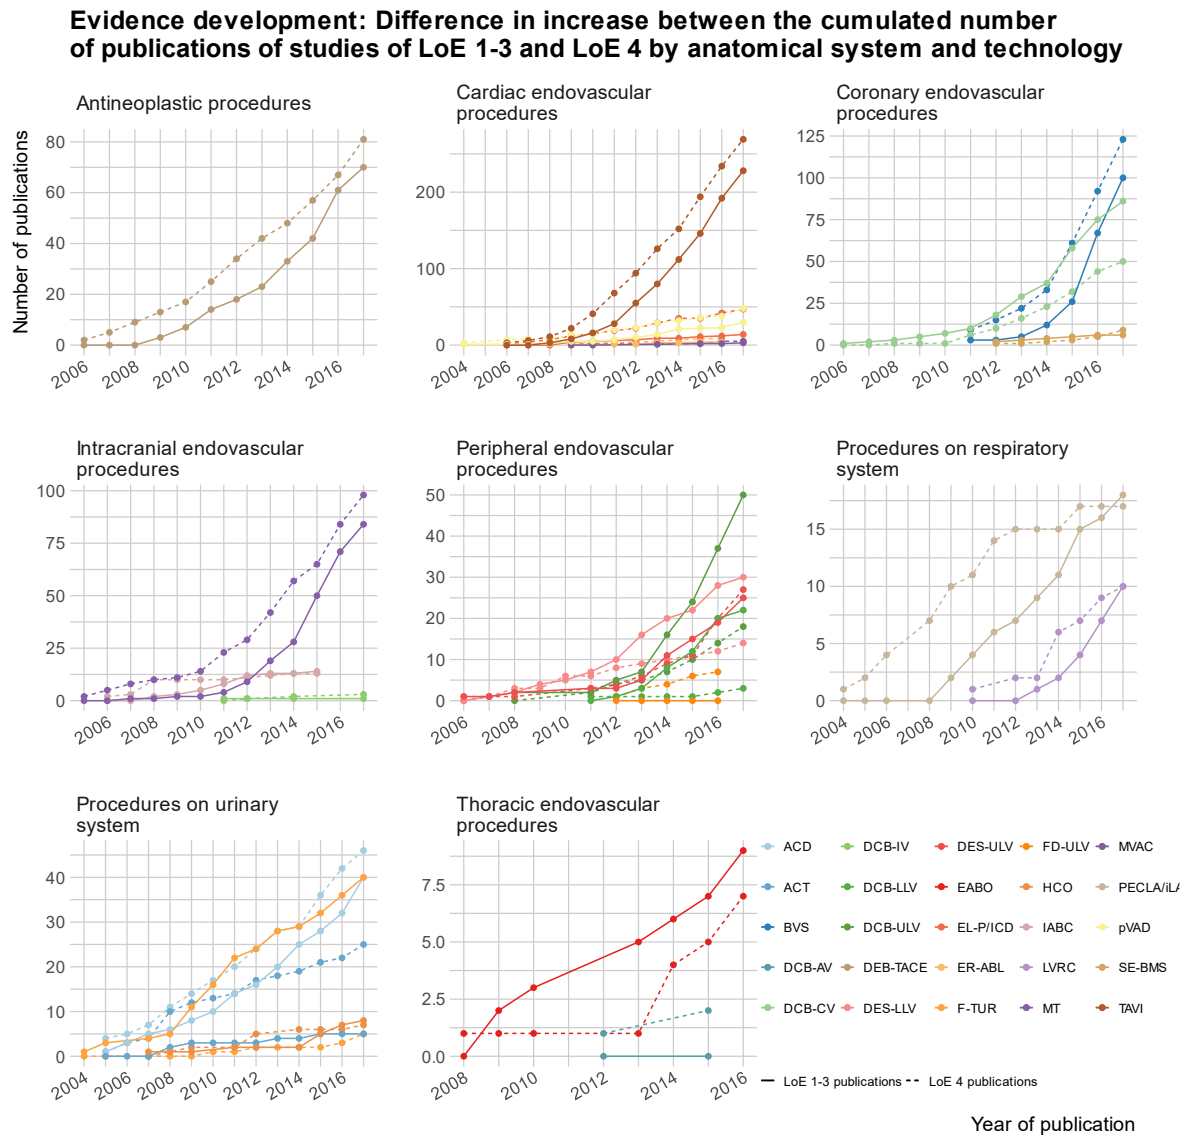 Evidence development: Difference in increase between the cumulated number
of publications of studies of LoE 1-3 and LoE 4 by anatomical system and technology
Number of publications
Antineoplastic procedures
80
60
40
20
0
2006 2008 2010 2012 2014 2016
Cardiac endovascular
procedures
200
100
0
2004 2006 2008 2010 2012 2014 2016
Coronary endovascular
procedures
125
100
75
50
25
0
2006 2008 2010 2012 2014 2016
Intracranial endovascular
procedures
100
75
50
25
0
2006 2008 2010 2012 2014 2016
Peripheral endovascular
procedures
50
40
30
20
10
0
2006 2008 2010 2012 2014 2016
Procedures on respiratory
system
15
10
5
0
2004 2006 2008 2010 2012 2014 2016
Procedures on urinary
system
40
30
20
10
0
2004 2006 2008 2010 2012 2014 2016
Thoracic endovascular
procedures
7.5
5.0
2.5
0.0
2008 2010 2012 2014 2016
ACD DCB-IV DES-ULV FD-ULV MVAC
ACT DCB-LLV EABO HCO PECLA/iLA
BVS DCB-ULV EL-P/ICD IABC pVAD
DCB-AV DEB-TACE ER-ABL LVRC SE-BMS
DCB-CV DES-LLV F-TUR MT TAVI
LoE 1-3 publications LoE 4 publications
Year of publication